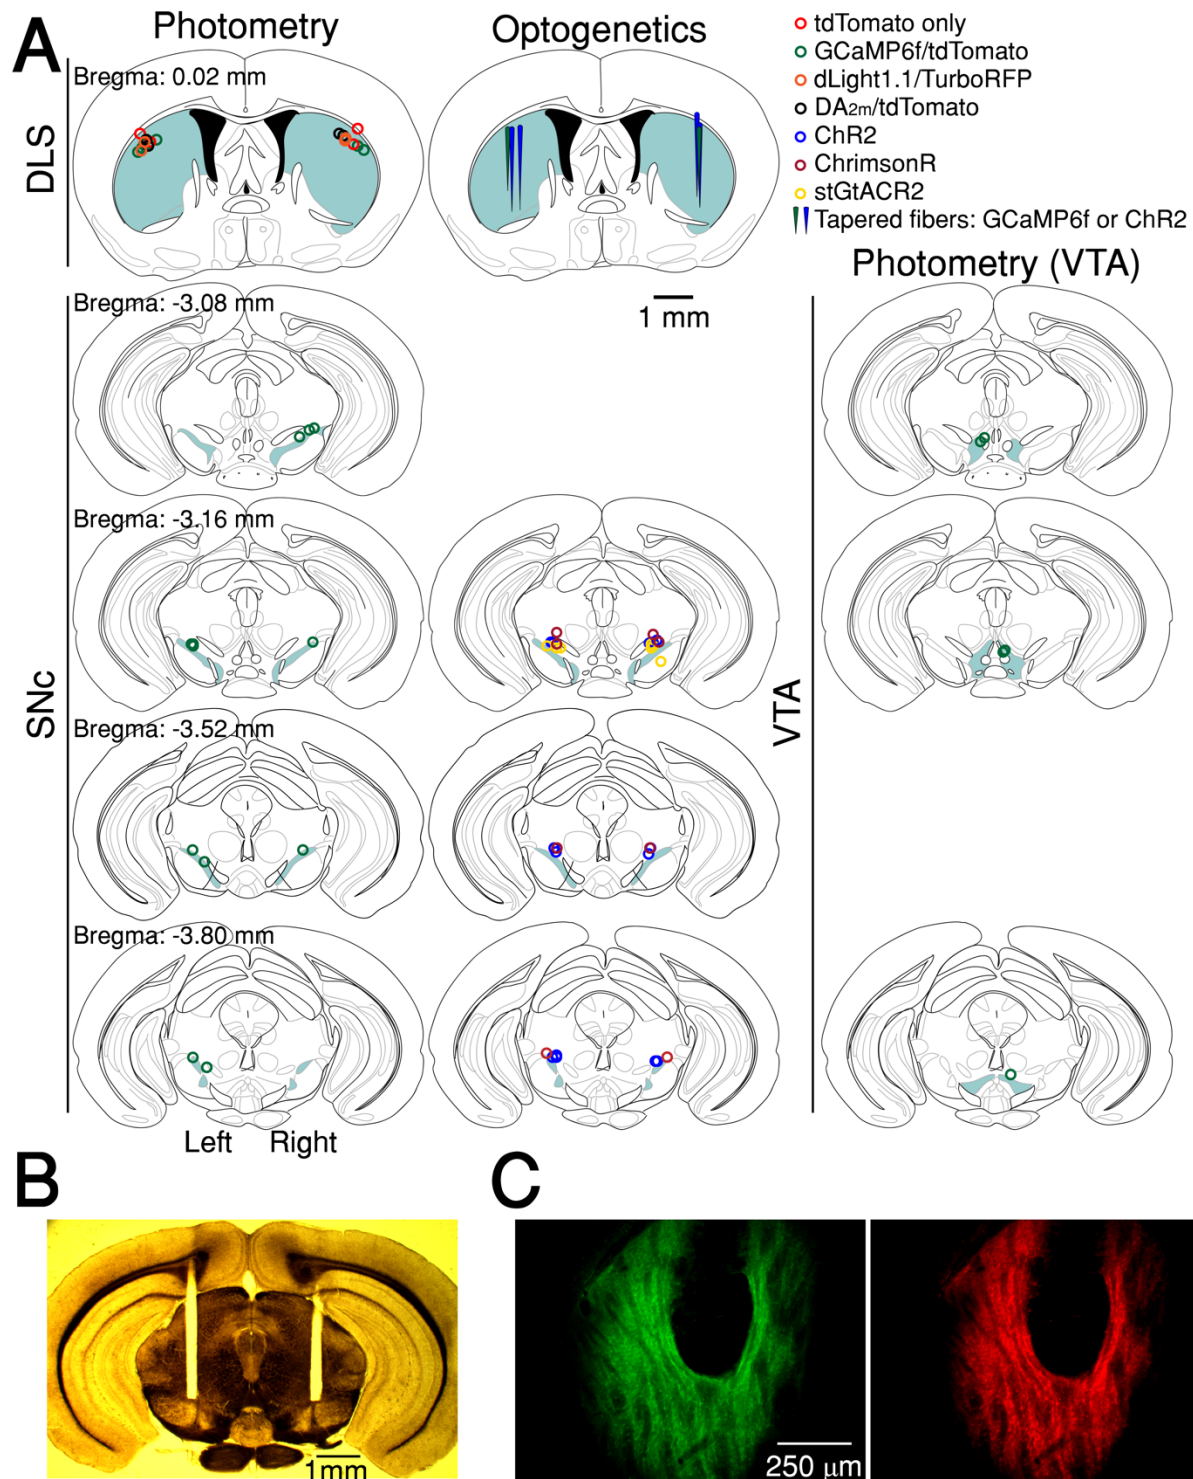 A
Photometry
Optogenetics
tdTomato only
GCaMP6f/tdTomato
dLight1.1/TurboRFP
DA2m/tdTomato
ChR2
ChrimsonR
stGtACR2
Tapered fibers: GCaMP6f or ChR2
Bregma: 0.02 mm
DLS
1 mm
Photometry (VTA)
Bregma: -3.08 mm
Bregma: -3.16 mm
SNc
VTA
Bregma: -3.52 mm
Bregma: -3.80 mm
Left Right
B
C
1mm
250 µm